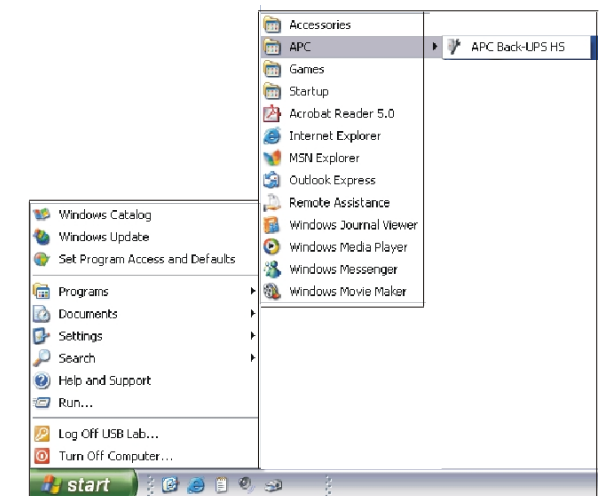 Accessories
APC
APC Back-UPS HS
Games
Startup
Acrobat Reader 5.0
Internet Explorer
MSN Explorer
Outlook Express
Remote Assistance
Windows Journal Viewer
Windows Media Player
Windows Messenger
Windows Movie Maker
Windows Catalog
Windows Update
Set Program Access and Defaults
Programs
Documents
Settings
Search
Help and Support
Run...
Log Off USB Lab...
Turn Off Computer...
start